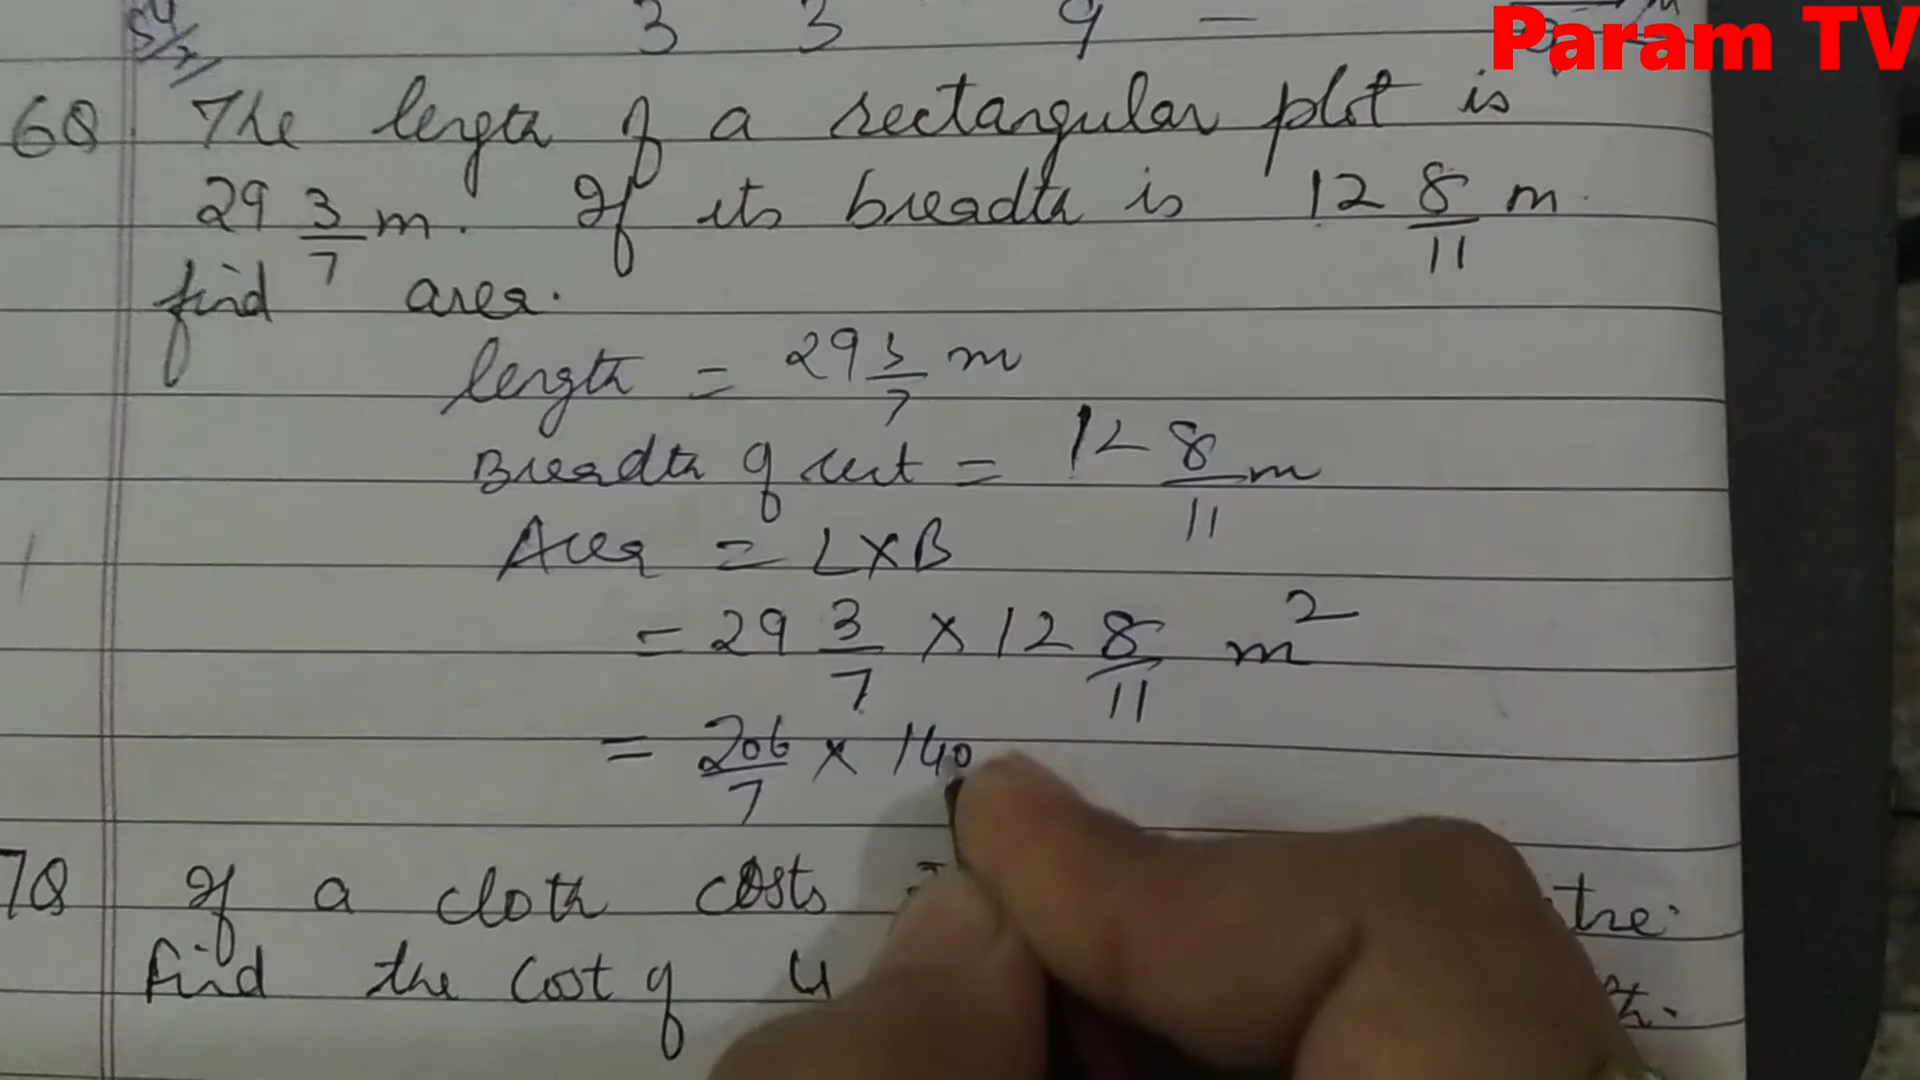 3 3 9
Param TV
6Q The length of a rectangular plot is
29 3/7 m. If its breadth is 12 8/11 m.
find area.
length = 29 3/7 m
Breadth of rect = 12 8/11 m
Area = L×B
= 29 3/7 × 12 8/11 m²
= 206/7 × 140
7Q If a cloth costs
find the cost of